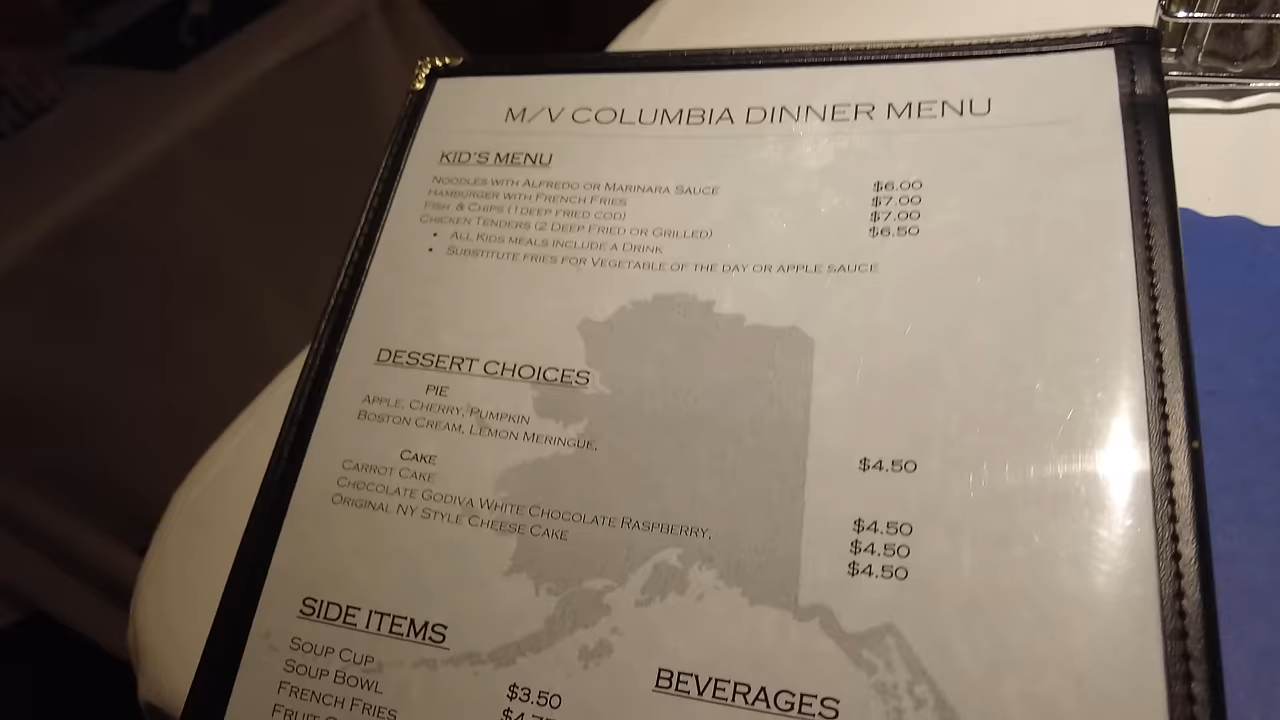 M/V COLUMBIA DINNER MENU
KID'S MENU
NOODLES WITH ALFREDO OR MARINARA SAUCE $6.00
HAMBURGER WITH FRENCH FRIES $7.00
FISH & CHIPS (1 DEEP FRIED COD) $7.00
CHICKEN TENDERS (2 DEEP FRIED OR GRILLED) $6.50
• ALL KIDS MEALS INCLUDE A DRINK
• SUBSTITUTE FRIES FOR VEGETABLE OF THE DAY OR APPLE SAUCE
DESSERT CHOICES
PIE
APPLE, CHERRY, PUMPKIN
BOSTON CREAM, LEMON MERINGUE, $4.50
CAKE
CARROT CAKE $4.50
CHOCOLATE GODIVA WHITE CHOCOLATE RASPBERRY, $4.50
ORIGINAL NY STYLE CHEESE CAKE $4.50
SIDE ITEMS
SOUP CUP $3.50
SOUP BOWL
FRENCH FRIES
BEVERAGES